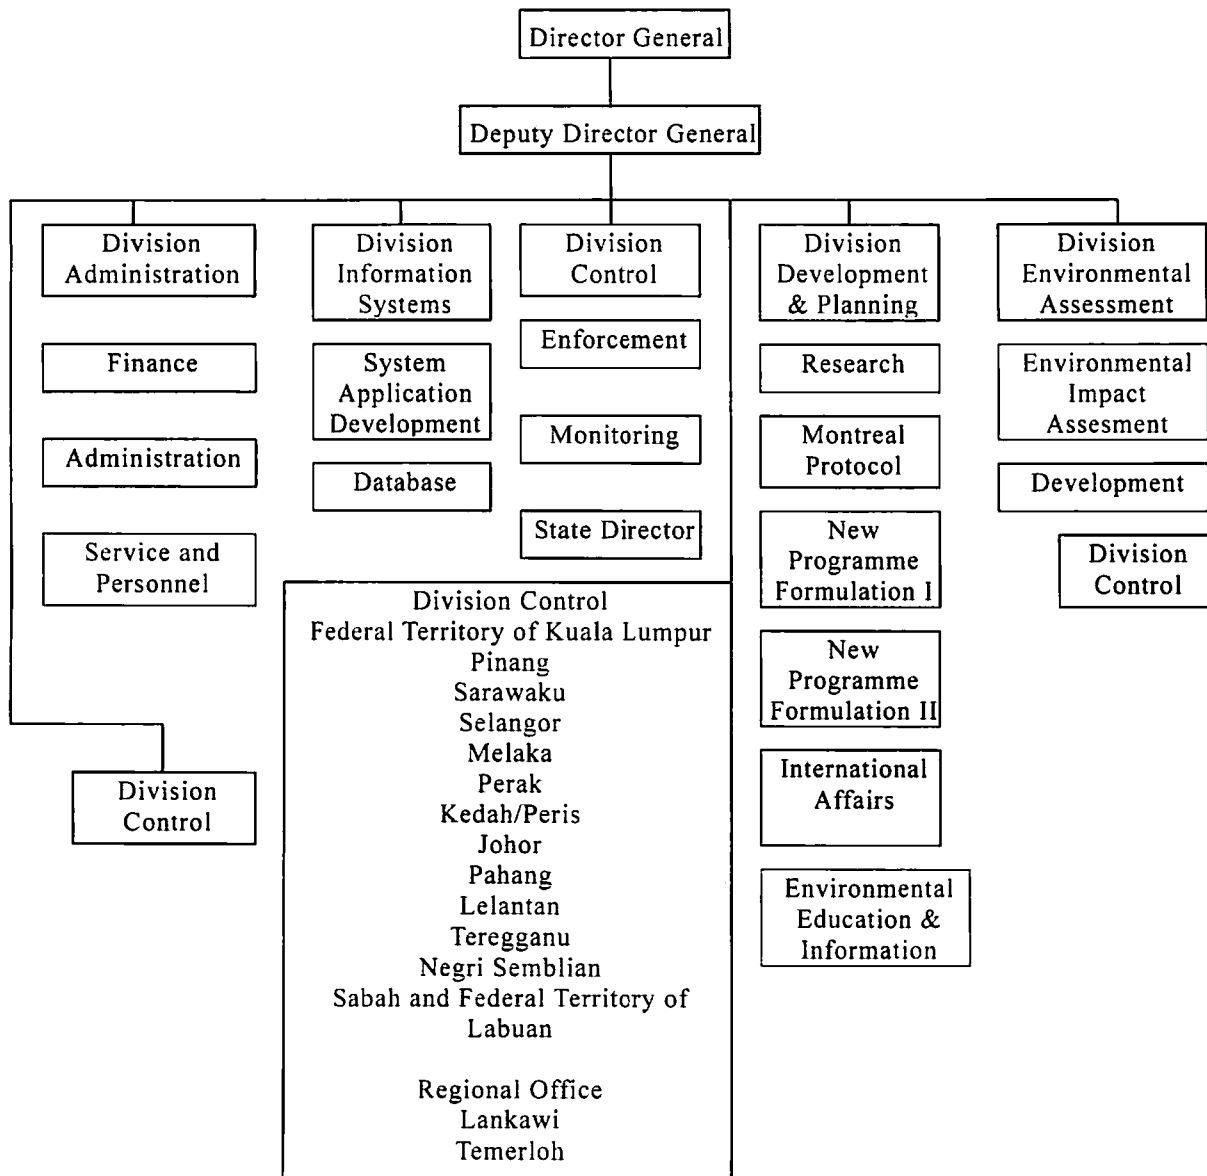 Director General
Deputy Director General
Division
Administration
Finance
Administration
Service and
Personnel
Division
Control
Division
Information
Systems
System
Application
Development
Database
Division
Control
Enforcement
Monitoring
State Director
Division Control
Federal Territory of Kuala Lumpur
Pinang
Sarawaku
Selangor
Melaka
Perak
Kedah/Peris
Johor
Pahang
Lelantan
Teregganu
Negri Semblian
Sabah and Federal Territory of
Labuan
Regional Office
Lankawi
Temerloh
Division
Development
& Planning
Research
Montreal
Protocol
New
Programme
Formulation I
New
Programme
Formulation II
International
Affairs
Environmental
Education &
Information
Division
Environmental
Assessment
Environmental
Impact
Assesment
Development
Division
Control